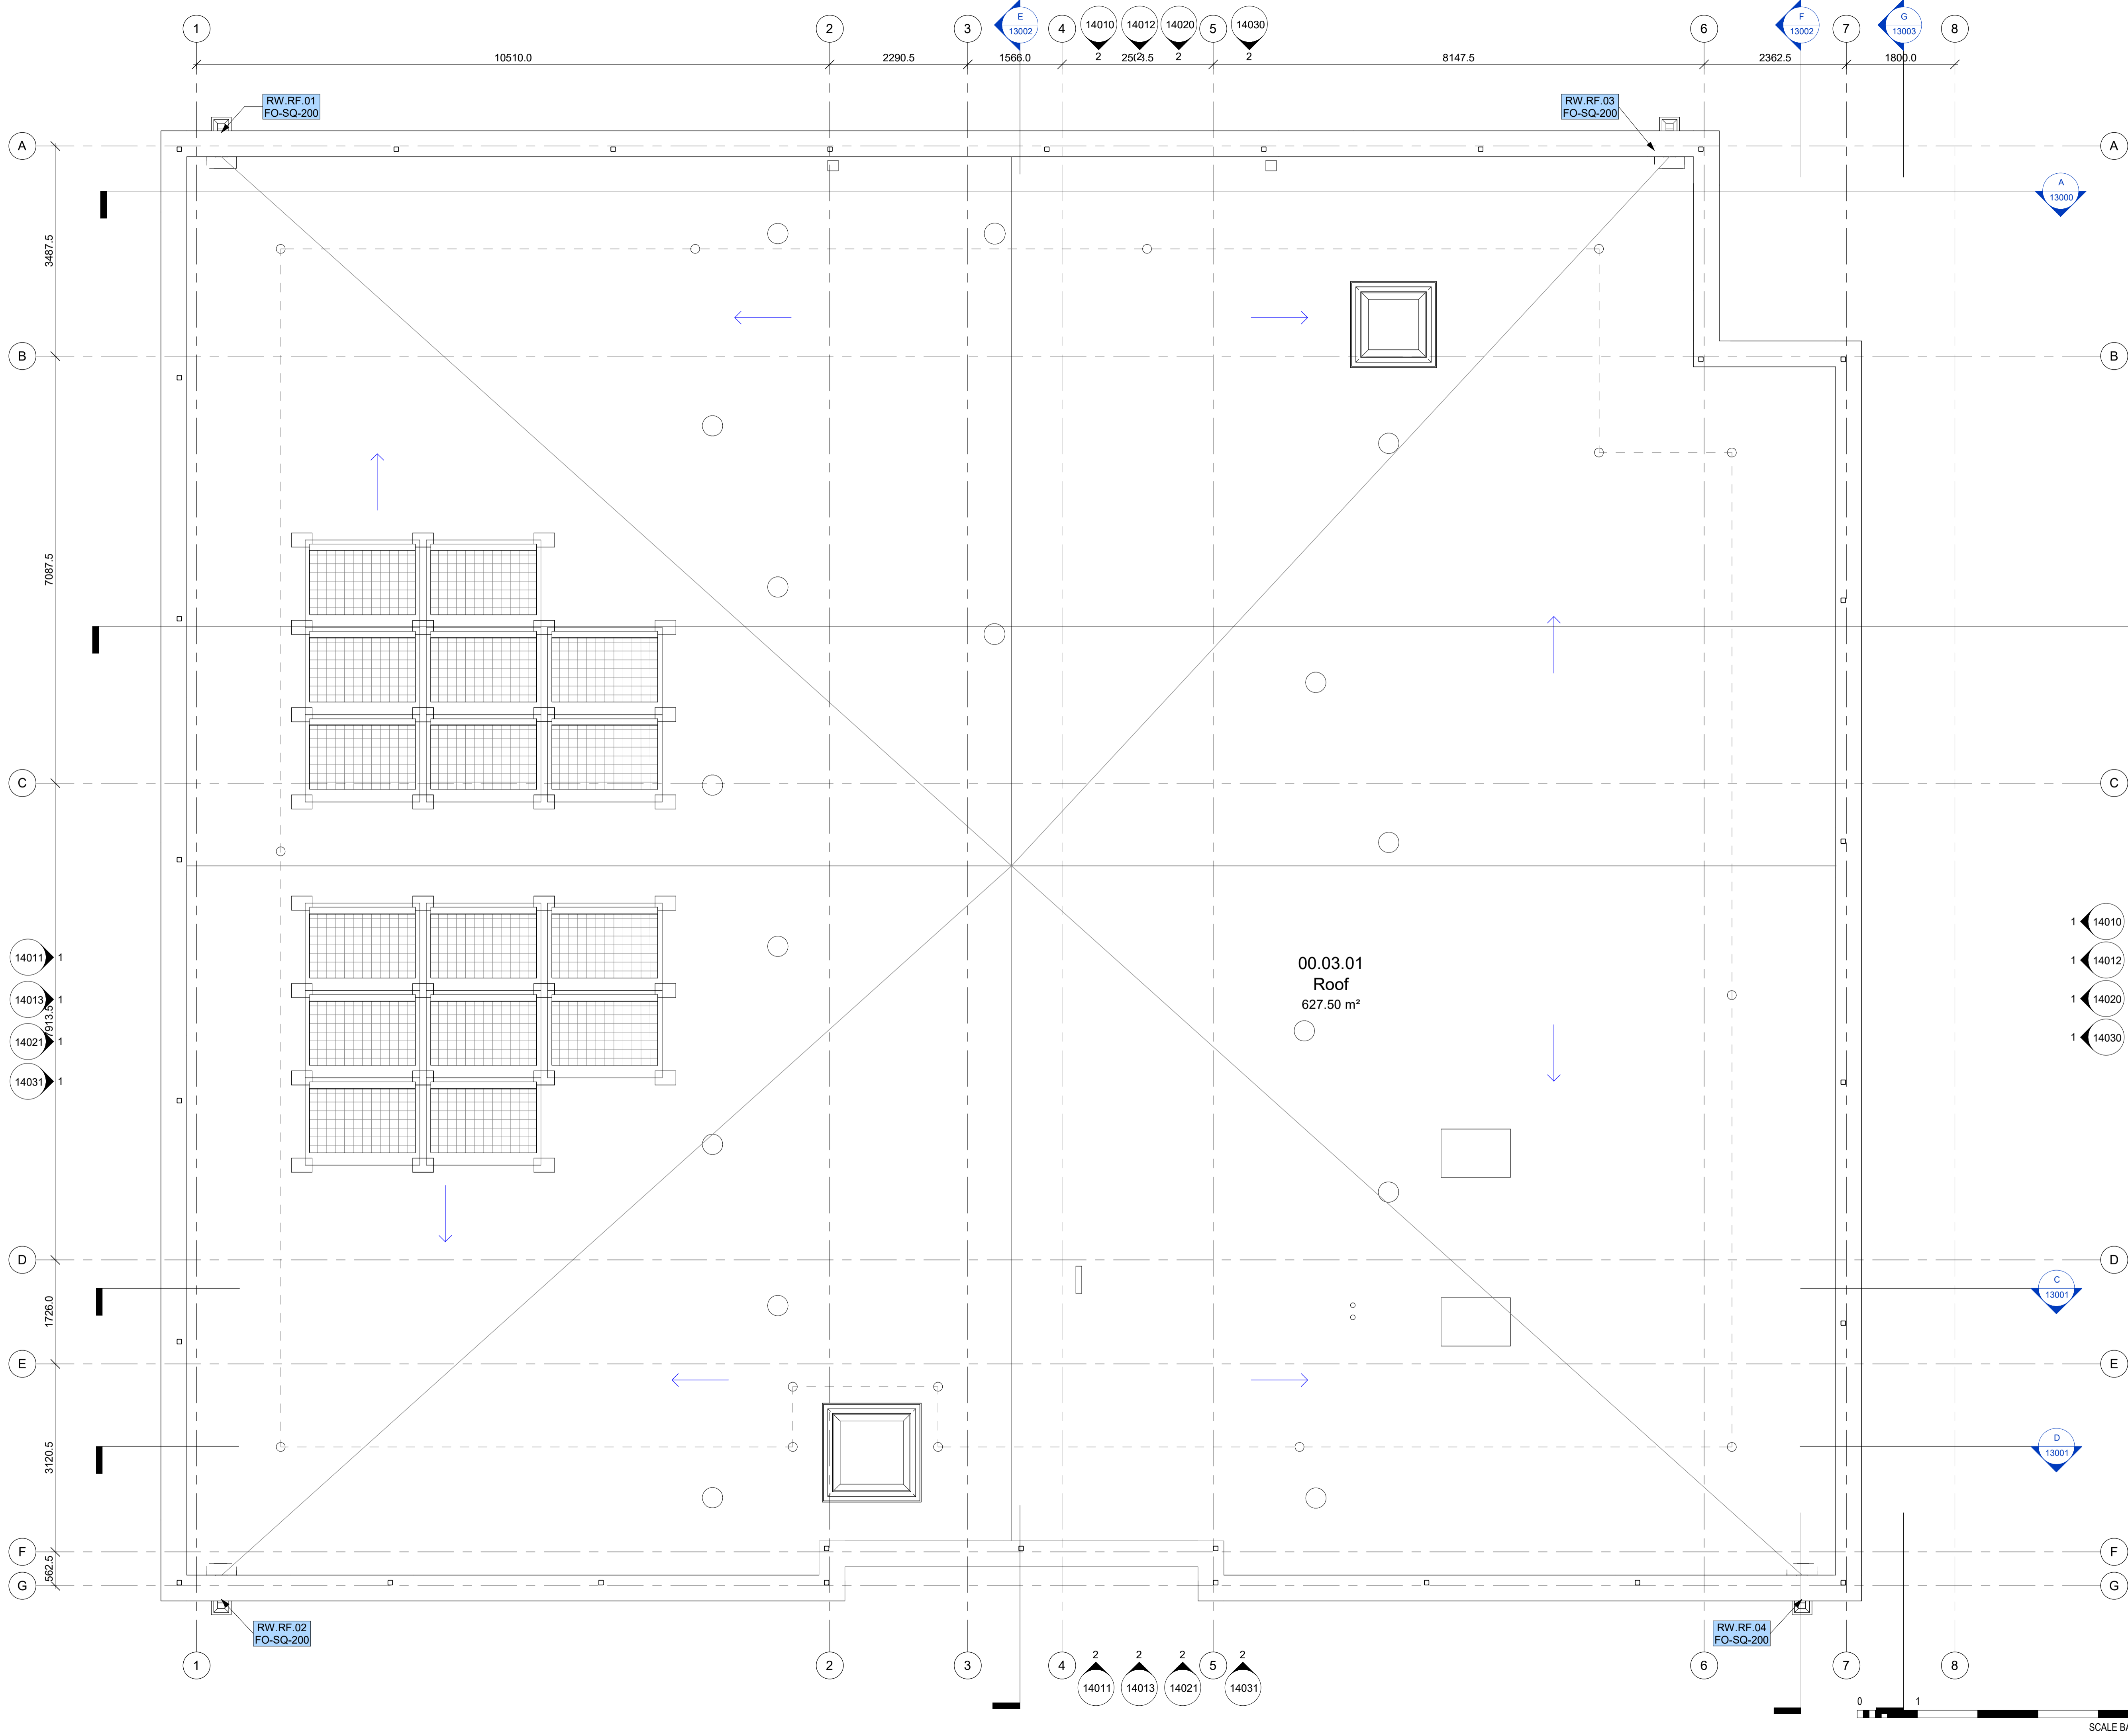 1
2
3
E
13002
4
14010
14012
14020
5
14030
6
F
13002
7
G
13003
8
2
2
2
2
10510.0
2290.5
1566.0
8147.5
2362.5
1800.0
RW.RF.01
FO-SQ-200
RW.RF.03
FO-SQ-200
A
A
A
13000
3487.5
B
B
7087.5
C
C
14011 1
14013 1
14021 1
14031 1
7913.5
00.03.01
Roof
627.50 m²
1 14010
1 14012
1 14020
1 14030
D
D
C
13001
1726.0
E
E
D
13001
3120.5
F
F
562.5
G
G
RW.RF.02
FO-SQ-200
RW.RF.04
FO-SQ-200
1
2
3
4
2
14011
2
14013
2
14021
5
2
14031
6
7
8
0 1